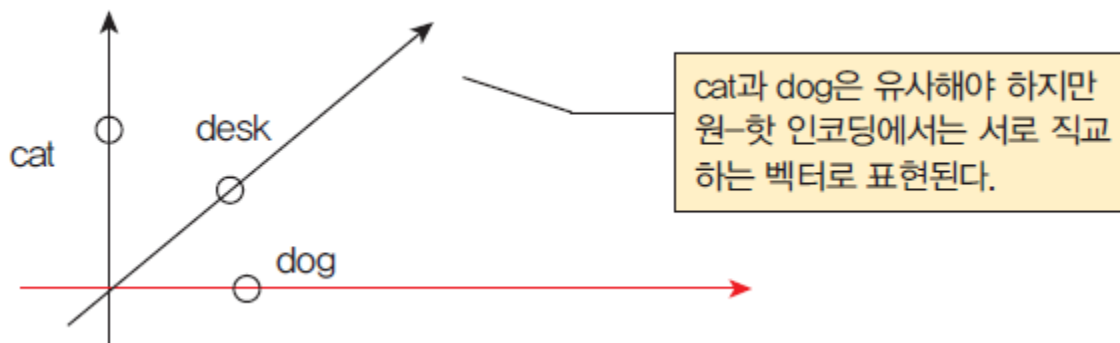 cat
desk
dog
cat과 dog은 유사해야 하지만
원-핫 인코딩에서는 서로 직교
하는 벡터로 표현된다.